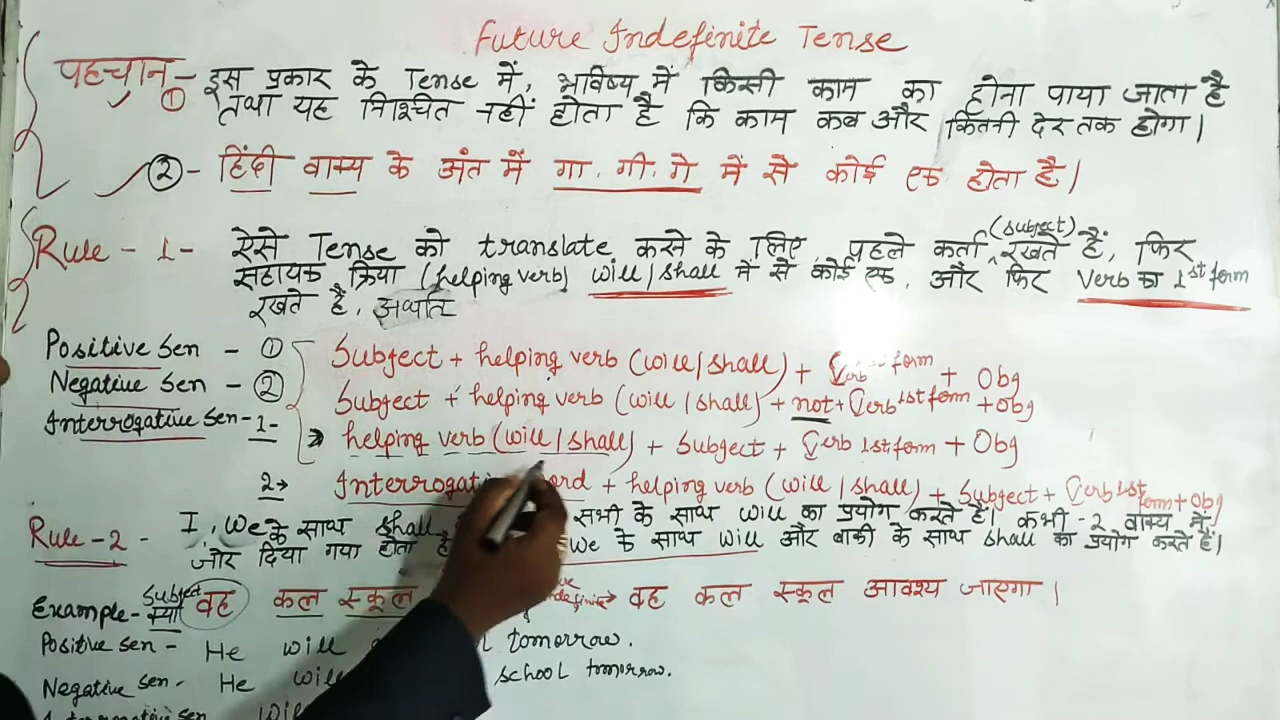 Future Indefinite Tense
पहचान - ① इस प्रकार के Tense में, भविष्य में किसी काम का होना पाया जाता है
तथा यह निश्चित नहीं होता है कि काम कब और कितनी देर तक होगा।
② - हिंदी वाक्य के अंत में गा. गी. गे में से कोई एक होता है।
Rule - 1 - ऐसे Tense को translate करने के लिए पहले कर्ता (subject) रखते हैं, फिर
सहायक क्रिया (helping verb) will/shall में से कोई एक, और फिर verb का 1st form
रखते है, अर्थात
Positive Sen - ① Subject + helping verb (will/shall) + Verb form + Obj
Negative Sen - ② Subject + helping verb (will/shall) + not + Verb 1st form + Obj
Interrogative Sen - 1 - helping verb (will/shall) + Subject + Verb 1st form + Obj
2→ + helping verb (will/shall) + Subject + Verb 1st form + Obj
Rule - 2 - I, We के साथ shall सभी के साथ will का प्रयोग करते है। कभी -2 वाक्य में
जोर दिया गया होता है We के साथ will और बाकी के साथ shall का प्रयोग करते हैं।
Example - Subject क्या वह कल स्कूल → वह कल स्कूल आवश्य जाएगा।
Positive Sen - He will tomorrow.
Negative Sen - He school tomorrow.